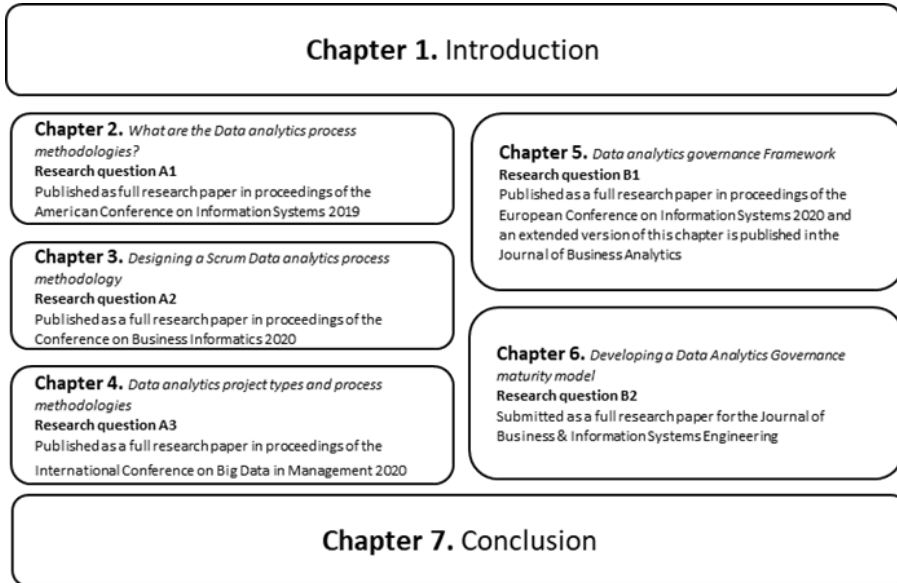 Chapter 1. Introduction
Chapter 2. What are the Data analytics process
methodologies?
Research question A1
Published as full research paper in proceedings of the
American Conference on Information Systems 2019
Chapter 3. Designing a Scrum Data analytics process
methodology
Research question A2
Published as a full research paper in proceedings of the
Conference on Business Informatics 2020
Chapter 4. Data analytics project types and process
methodologies
Research question A3
Published as a full research paper in proceedings of the
International Conference on Big Data in Management 2020
Chapter 5. Data analytics governance Framework
Research question B1
Published as a full research paper in proceedings of the
European Conference on Information Systems 2020 and
an extended version of this chapter is published in the
Journal of Business Analytics
Chapter 6. Developing a Data Analytics Governance
maturity model
Research question B2
Submitted as a full research paper for the Journal of
Business & Information Systems Engineering
Chapter 7. Conclusion